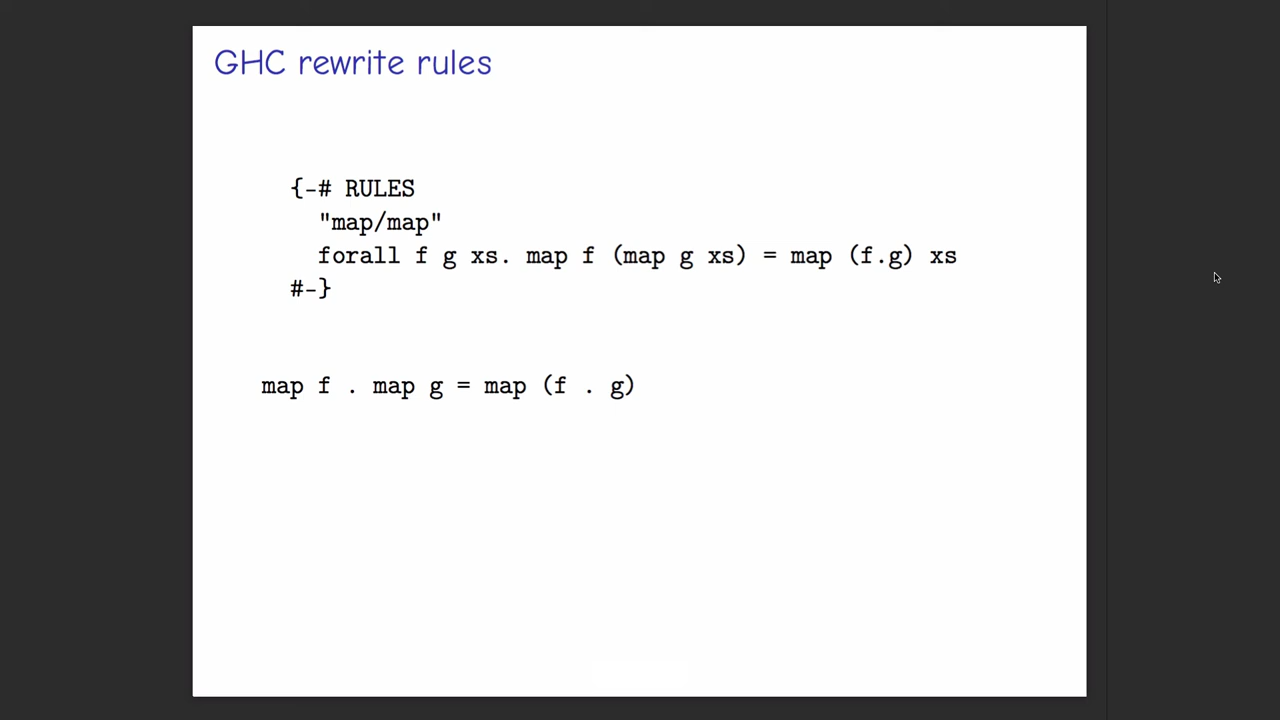 GHC rewrite rules
{-# RULES
"map/map"
forall f g xs. map f (map g xs) = map (f.g) xs
#-}
map f . map g = map (f . g)